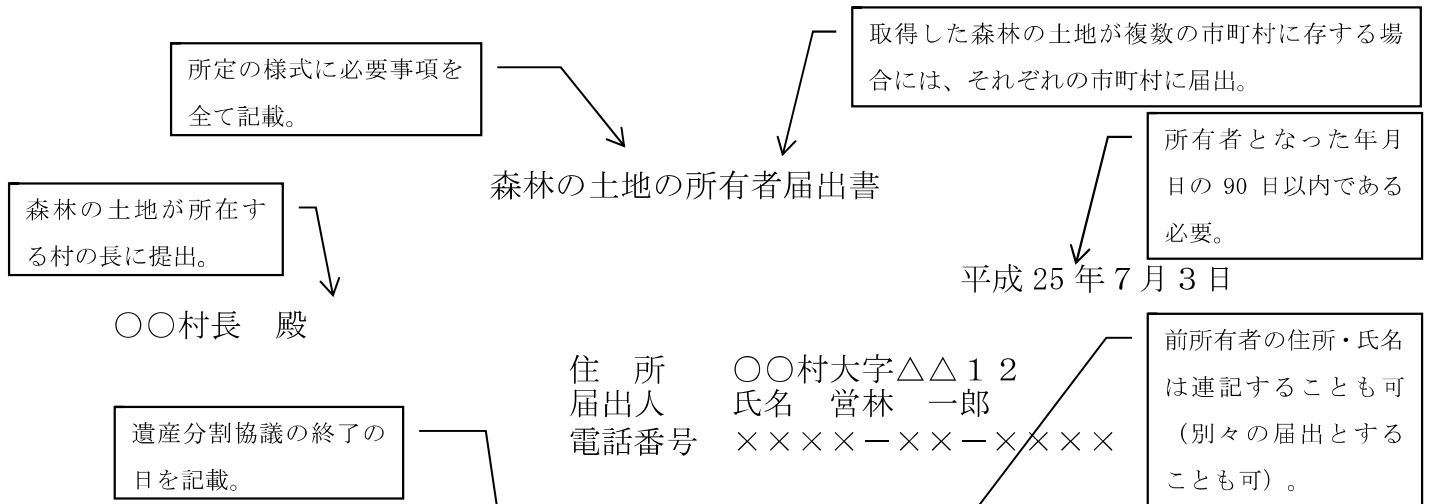 取得した森林の土地が複数の市町村に存する場
合には、それぞれの市町村に届出。
所定の様式に必要事項を
全て記載。
所有者となった年月
日の 90 日以内である
必要。
森林の土地の所有者届出書
森林の土地が所在す
る村の長に提出。
平成 25 年７月３日
○○村長　殿
前所有者の住所・氏名
は連記することも可
（別々の届出とする
ことも可）。
住　所　　○○村大字△△１２
届出人　　氏名　営林　一郎
電話番号　××××－××－××××
遺産分割協議の終了の
日を記載。